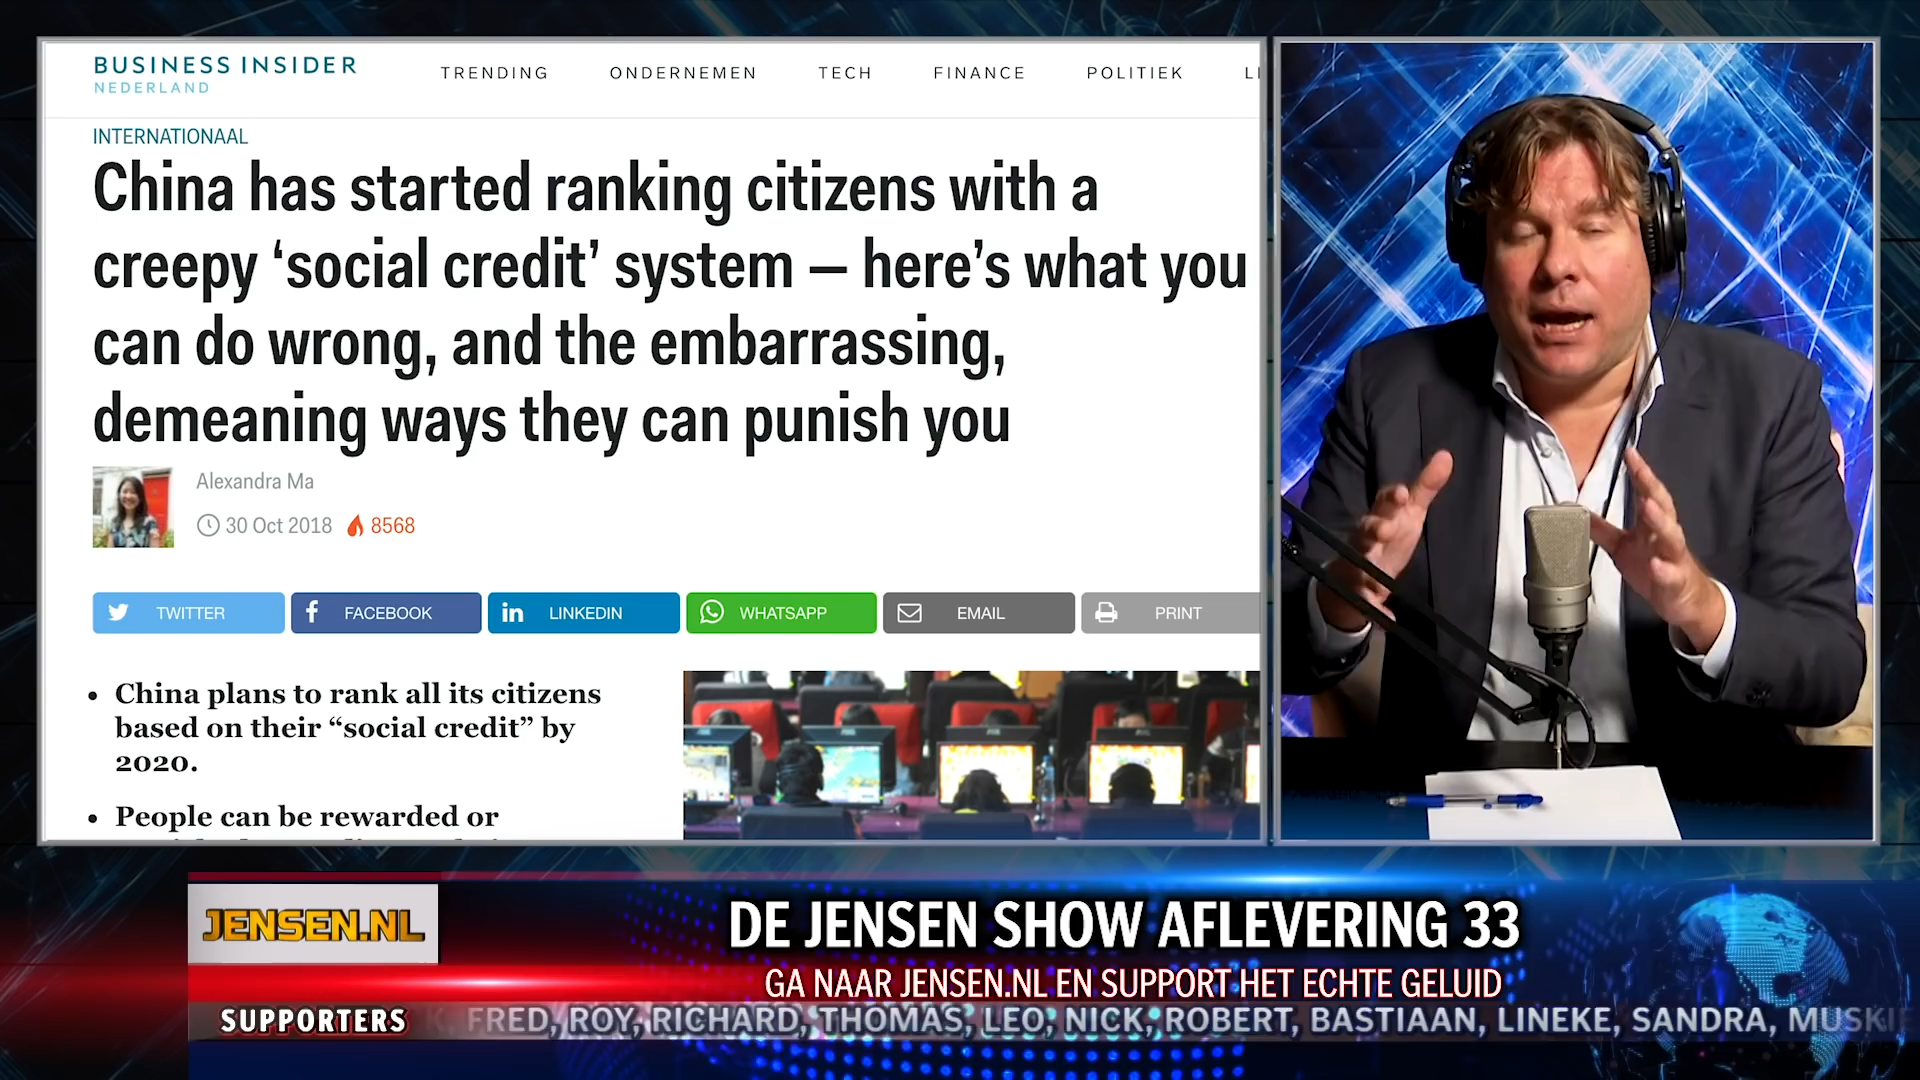 BUSINESS INSIDER
NEDERLAND
TRENDING ONDERNEMEN TECH FINANCE POLITIEK
INTERNATIONAAL
China has started ranking citizens with a
creepy ‘social credit’ system – here’s what you
can do wrong, and the embarrassing,
demeaning ways they can punish you
Alexandra Ma
30 Oct 2018 8568
TWITTER FACEBOOK LINKEDIN WHATSAPP EMAIL PRINT
• China plans to rank all its citizens
based on their “social credit” by
2020.
• People can be rewarded or
JENSEN.NL
DE JENSEN SHOW AFLEVERING 33
GA NAAR JENSEN.NL EN SUPPORT HET ECHTE GELUID
SUPPORTERS
K, FRED, ROY, RICHARD, THOMAS, LEO, NICK, ROBERT, BASTIAAN, LINEKE, SANDRA,